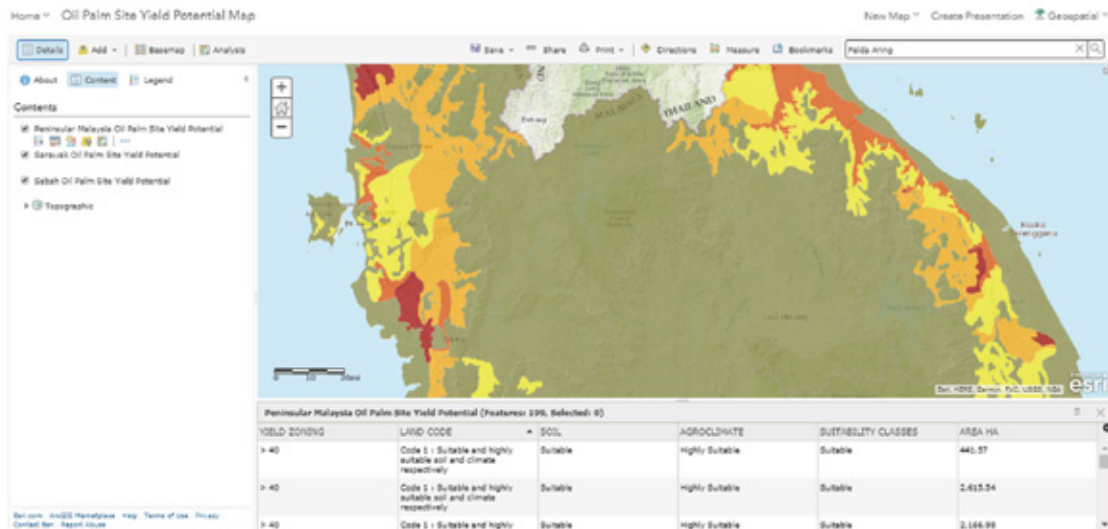 Home Oil Palm Site Yield Potential Map
New Map Create Presentation Geospatial
Details Add Basemap Analysis
Save Share Print Directions Measure Bookmarks Felda Aring
About Content Legend
Contents
Peninsular Malaysia Oil Palm Site Yield Potential
Sarawak Oil Palm Site Yield Potential
Sabah Oil Palm Site Yield Potential
Topographic
MALAYSIA
THAILAND
Betong
Kuala
Terengganu
esri
Peninsular Malaysia Oil Palm Site Yield Potential (Features: 199, Selected: 0)
YIELD ZONING LAND CODE SOIL AGROCLIMATE SUITABILITY CLASSES AREA HA
> 40 Code 1 : Suitable and highly suitable soil and climate respectively Suitable Highly Suitable Suitable 441.57
> 40 Code 1 : Suitable and highly suitable soil and climate respectively Suitable Highly Suitable Suitable 2,615.54
> 40 Code 1 : Suitable and highly Suitable Highly Suitable Suitable
Esri.com ArcGIS Marketplace Help Terms of Use Privacy
Contact Esri Report Abuse